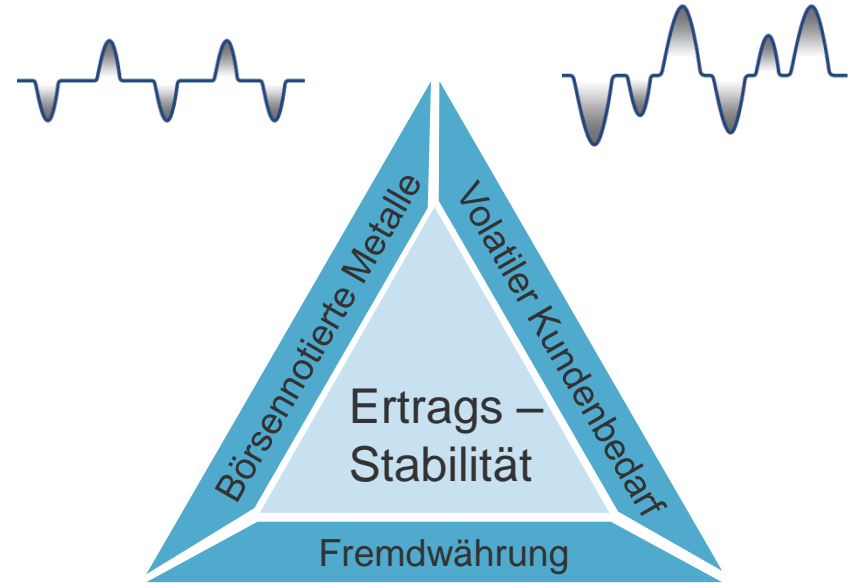 Börsennotierte Metalle
Volatiler Kundenbedarf
Ertrags –
Stabilität
Fremdwährung